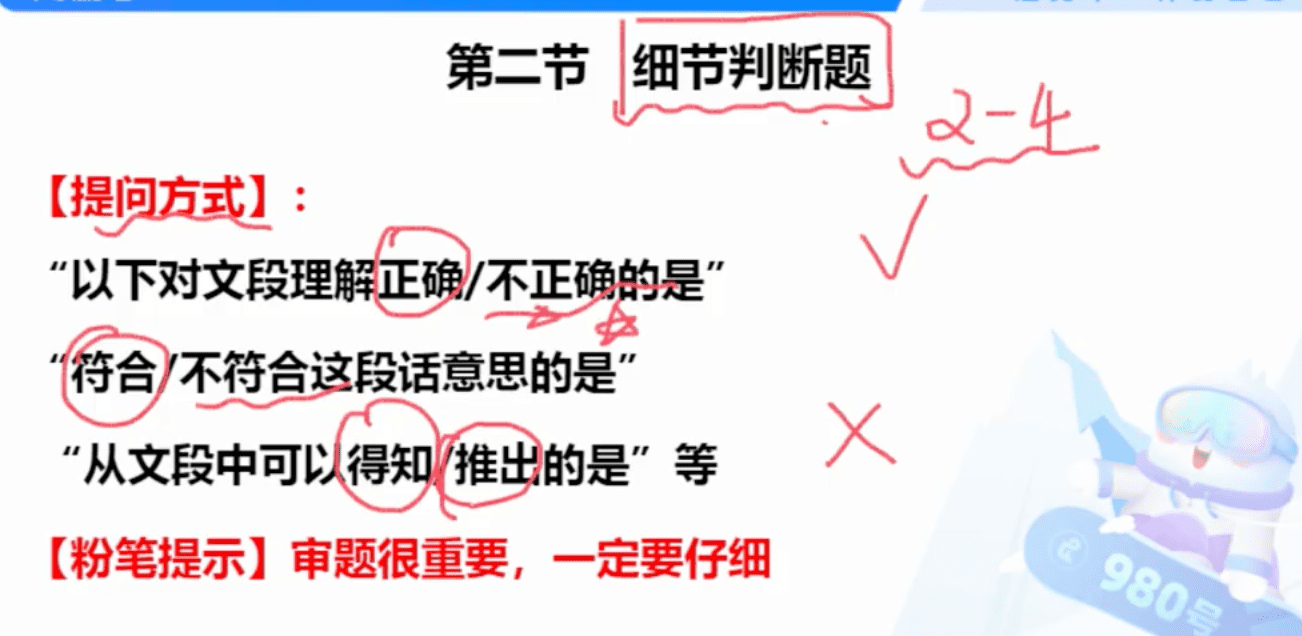 第二节 细节判断题
2-4
【提问方式】：
“以下对文段理解正确/不正确的是”
“符合/不符合这段话意思的是”
“从文段中可以得知/推出的是”等
【粉笔提示】审题很重要，一定要仔细
980号